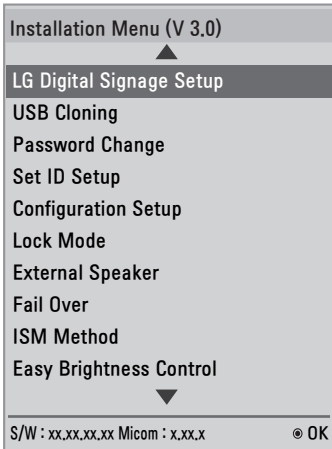 Installation Menu (V 3.0)
LG Digital Signage Setup
USB Cloning
Password Change
Set ID Setup
Configuration Setup
Lock Mode
External Speaker
Fail Over
ISM Method
Easy Brightness Control
S/W : xx.xx.xx.xx Micom : x.xx.x ◉ OK